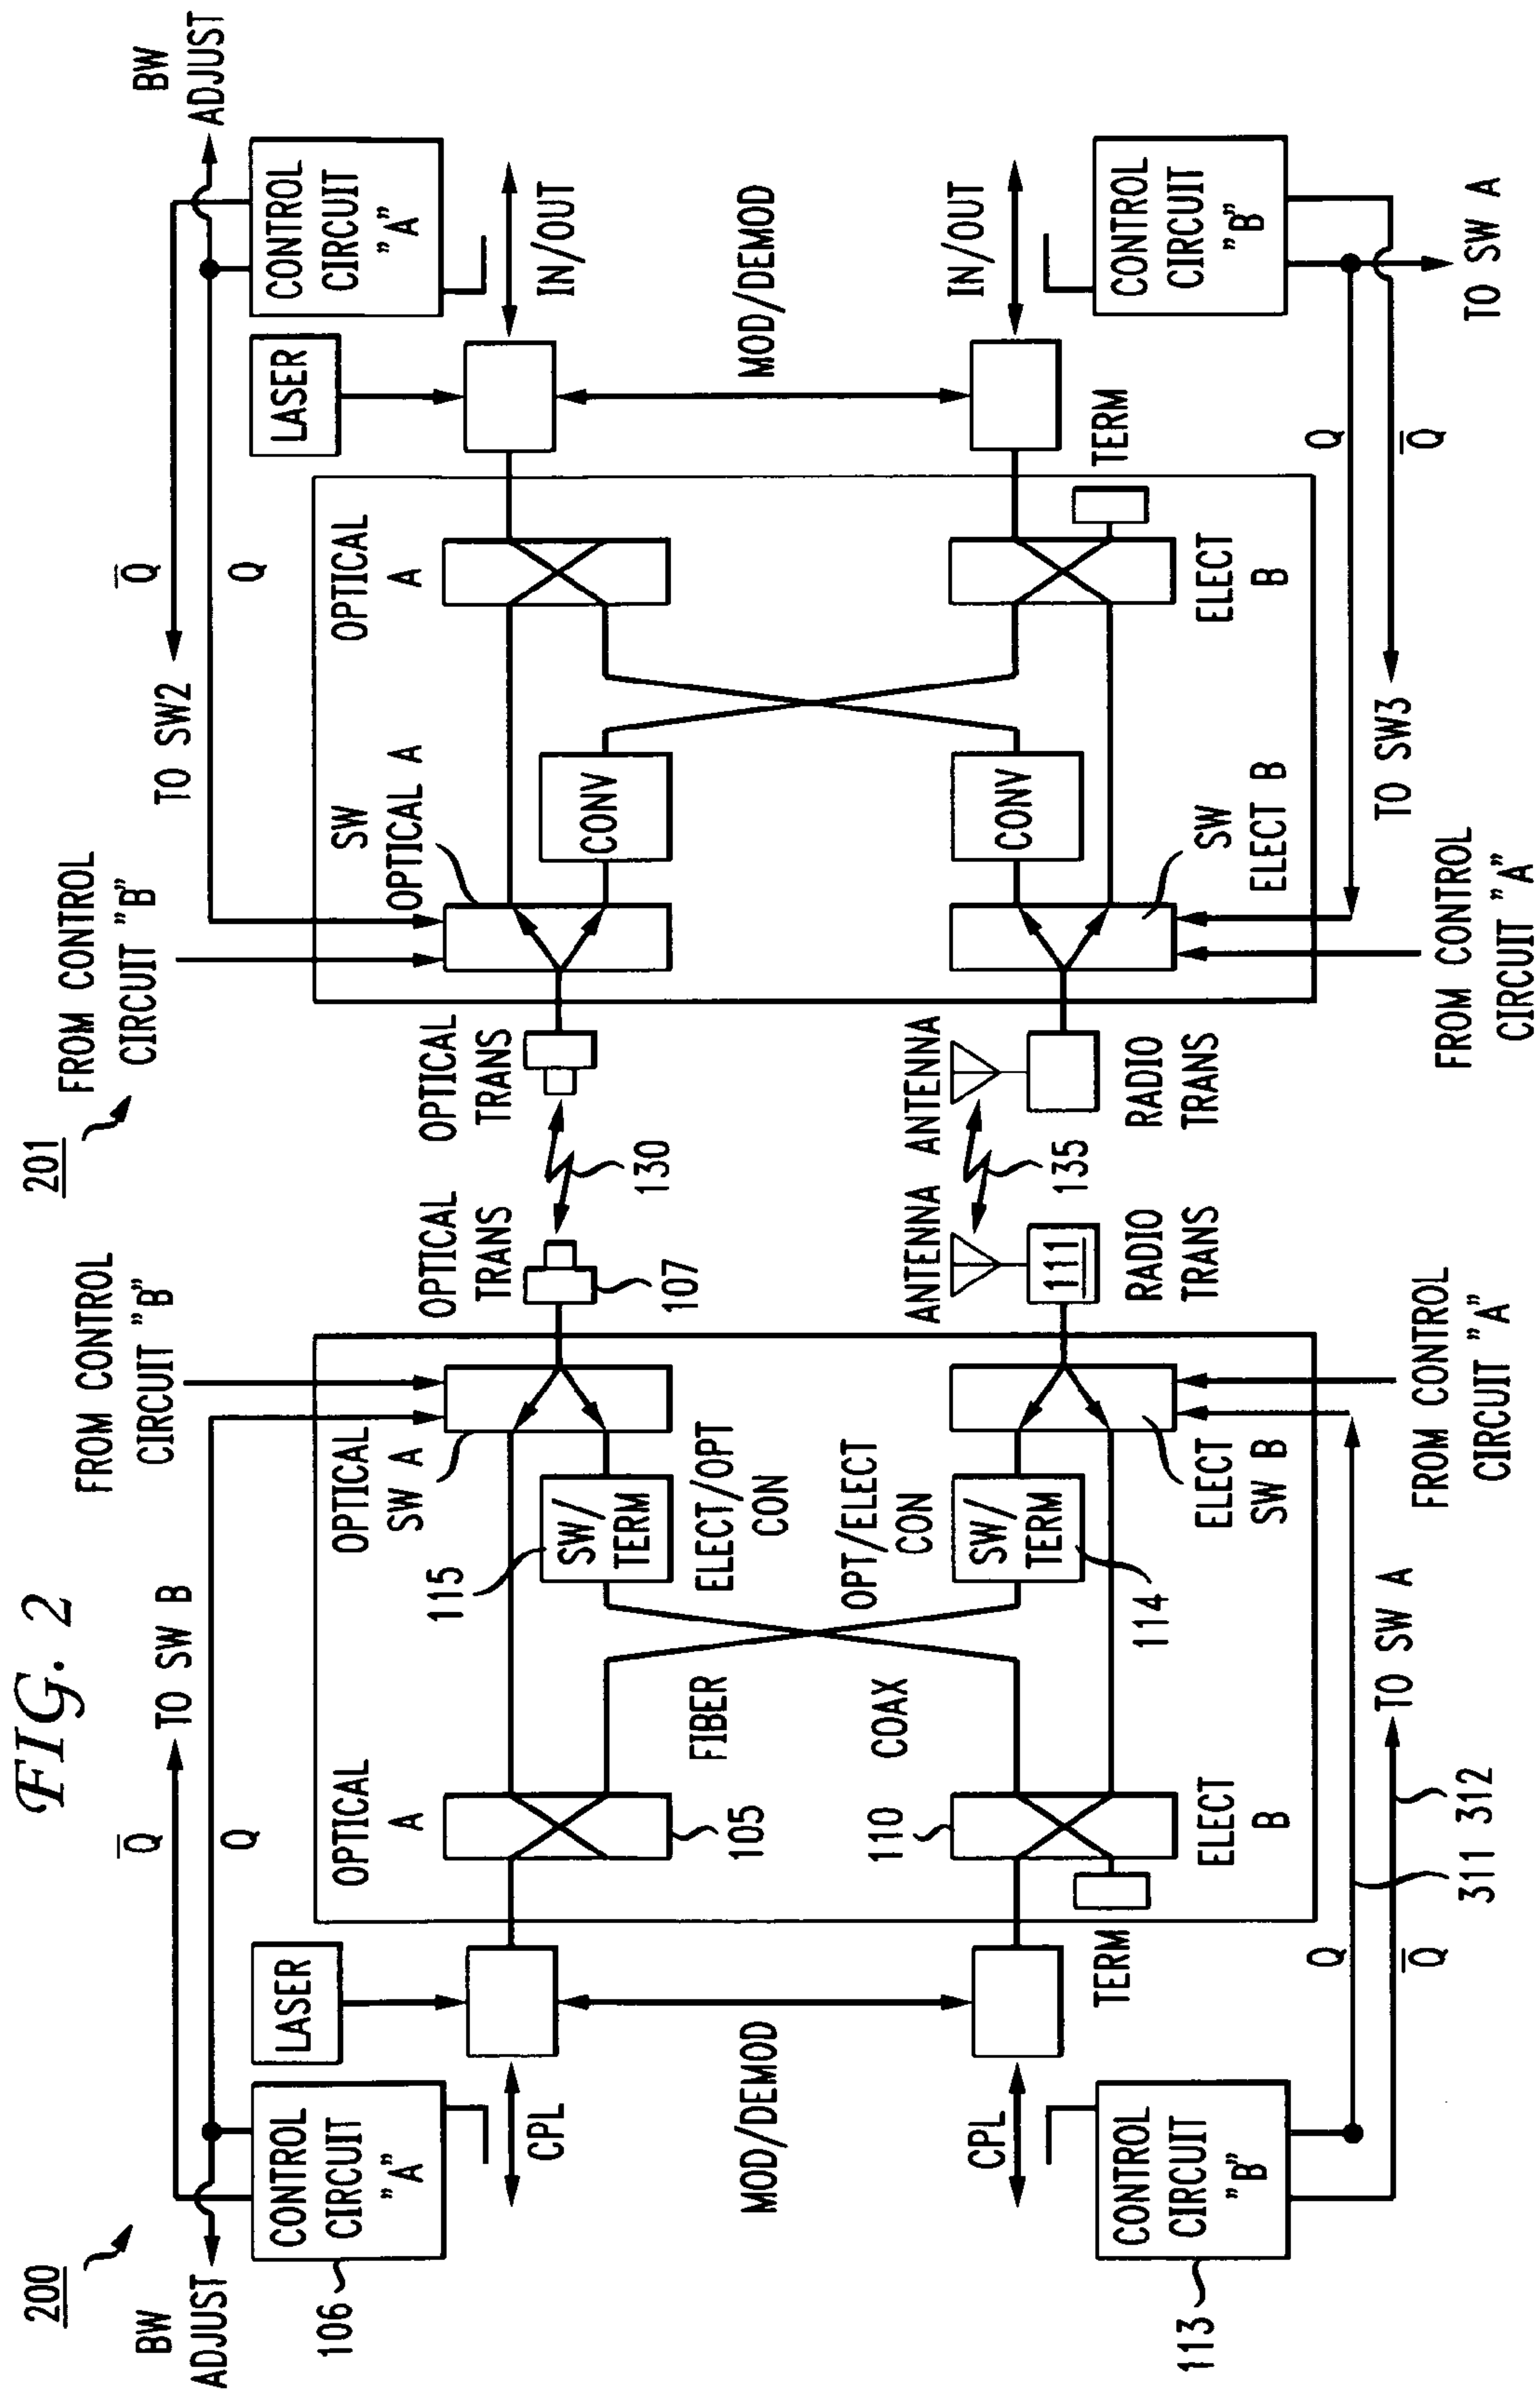 FIG. 2
200
BW
ADJUST
Q
Q
TO SW B
FROM CONTROL
CIRCUIT "B"
201
FROM CONTROL
CIRCUIT "B"
TO SW2
Q
Q
BW
ADJUST
106
CONTROL
CIRCUIT
"A"
LASER
CPL
OPTICAL
A
105
OPTICAL
SW A
115
SW/
TERM
ELECT/OPT
CON
FIBER
OPTICAL
TRANS
107
130
OPTICAL
TRANS
SW
OPTICAL A
CONV
OPTICAL
A
LASER
CONTROL
CIRCUIT
"A"
IN/OUT
MOD/DEMOD
MOD/DEMOD
CPL
113
CONTROL
CIRCUIT
"B"
TERM
110
ELECT
B
COAX
OPT/ELECT
CON
SW/
TERM
114
ELECT
SW B
ANTENNA
111
RADIO
TRANS
135
ANTENNA
RADIO
TRANS
CONV
SW
ELECT B
ELECT
B
TERM
IN/OUT
CONTROL
CIRCUIT
"B"
Q
Q
311
312
TO SW A
FROM CONTROL
CIRCUIT "A"
FROM CONTROL
CIRCUIT "A"
TO SW3
Q
Q
TO SW A